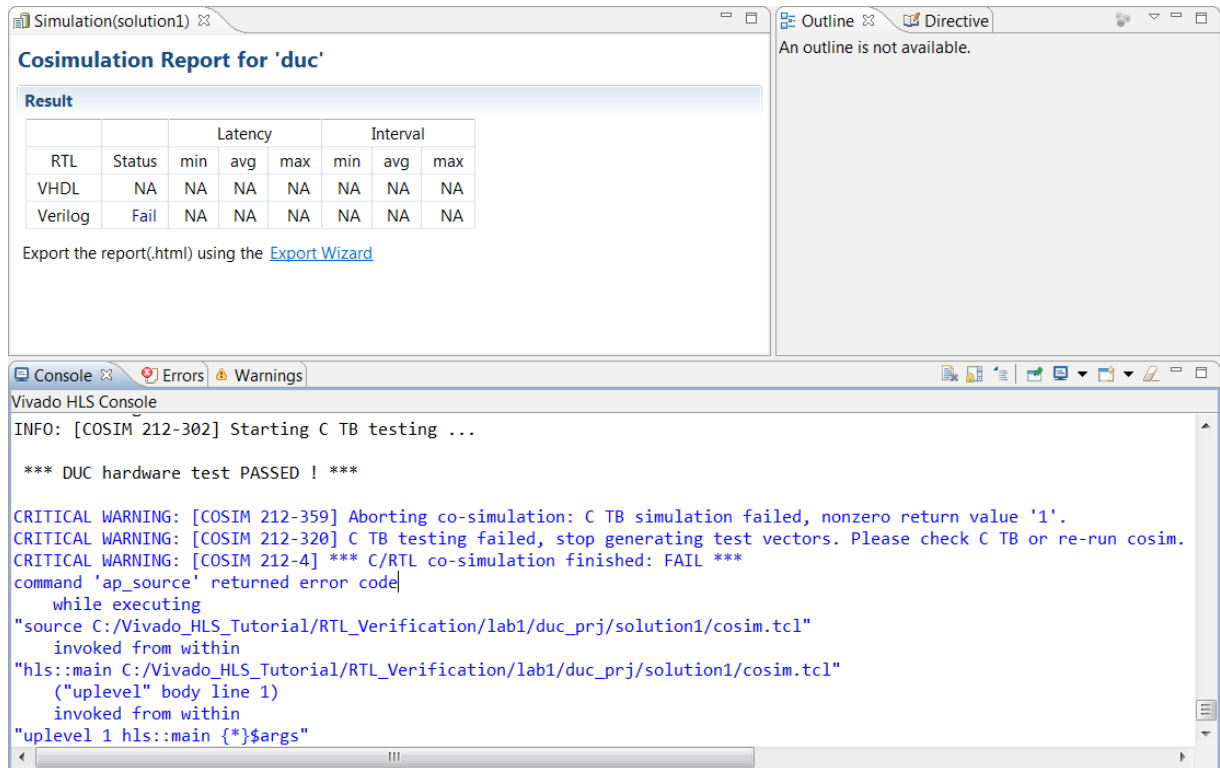 Simulation(solution1)
Outline Directive
An outline is not available.
Cosimulation Report for 'duc'
Result
Latency Interval
RTL Status min avg max min avg max
VHDL NA NA NA NA NA NA NA
Verilog Fail NA NA NA NA NA NA
Export the report(.html) using the Export Wizard
Console Errors Warnings
Vivado HLS Console
INFO: [COSIM 212-302] Starting C TB testing ...
*** DUC hardware test PASSED ! ***
CRITICAL WARNING: [COSIM 212-359] Aborting co-simulation: C TB simulation failed, nonzero return value '1'.
CRITICAL WARNING: [COSIM 212-320] C TB testing failed, stop generating test vectors. Please check C TB or re-run cosim.
CRITICAL WARNING: [COSIM 212-4] *** C/RTL co-simulation finished: FAIL ***
command 'ap_source' returned error code
while executing
"source C:/Vivado_HLS_Tutorial/RTL_Verification/lab1/duc_prj/solution1/cosim.tcl"
invoked from within
"hls::main C:/Vivado_HLS_Tutorial/RTL_Verification/lab1/duc_prj/solution1/cosim.tcl"
("uplevel" body line 1)
invoked from within
"uplevel 1 hls::main {*}$args"